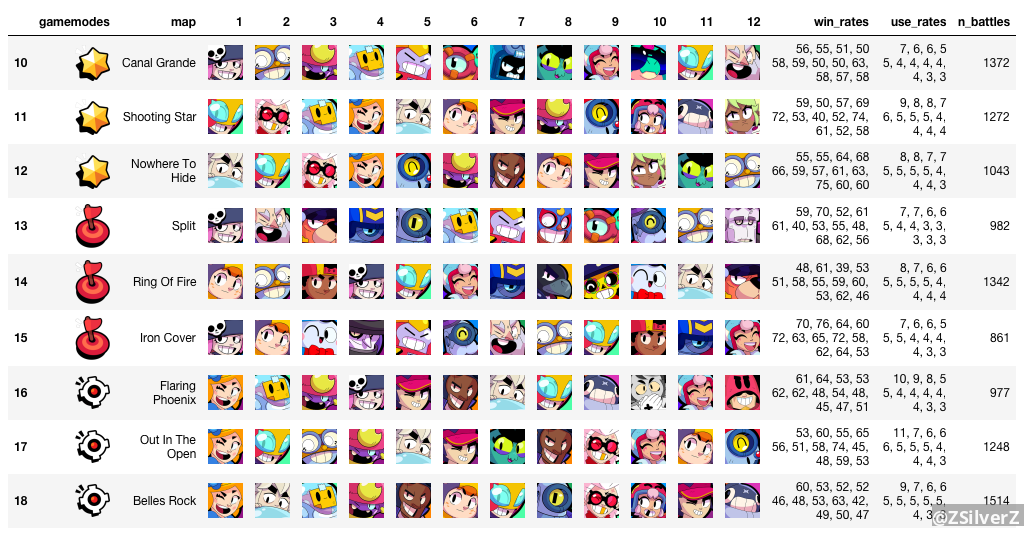 gamemodes map 1 2 3 4 5 6 7 8 9 10 11 12 win_rates use_rates n_battles
56, 55, 51, 50 7, 6, 6, 5
10 Canal Grande 58, 59, 50, 50, 63, 5, 4, 4, 4, 4, 1372
58, 57, 58 4, 3, 3
59, 50, 57, 69 9, 8, 8, 7
11 Shooting Star 72, 53, 40, 52, 74, 6, 5, 5, 5, 4, 1272
61, 52, 58 4, 4, 4
Nowhere To 55, 55, 64, 68 8, 8, 7, 7
12 Hide 66, 59, 57, 61, 63, 5, 5, 5, 5, 4, 1043
75, 60, 60 4, 4, 3
59, 70, 52, 61 7, 7, 6, 6
13 Split 61, 40, 53, 55, 48, 5, 4, 4, 3, 3, 982
68, 62, 56 3, 3, 3
48, 61, 39, 53 8, 7, 6, 6
14 Ring Of Fire 51, 58, 55, 59, 60, 5, 5, 5, 5, 4, 1342
53, 62, 46 4, 4, 4
70, 76, 64, 60 7, 6, 6, 5
15 Iron Cover 72, 63, 65, 72, 58, 5, 5, 4, 4, 4, 861
62, 64, 53 4, 3, 3
Flaring 61, 64, 53, 53 10, 9, 8, 5
16 Phoenix 62, 62, 48, 54, 48, 5, 4, 4, 4, 4, 977
45, 47, 51 4, 3, 3
Out In The 53, 60, 55, 65 11, 7, 6, 6
17 Open 56, 51, 58, 74, 45, 6, 5, 5, 5, 4, 1248
48, 59, 53 4, 4, 3
60, 53, 52, 52 9, 7, 6, 6
18 Belles Rock 46, 48, 53, 63, 42, 5, 5, 5, 5, 5, 1514
49, 50, 47 4, 3,
@ZSilverZ